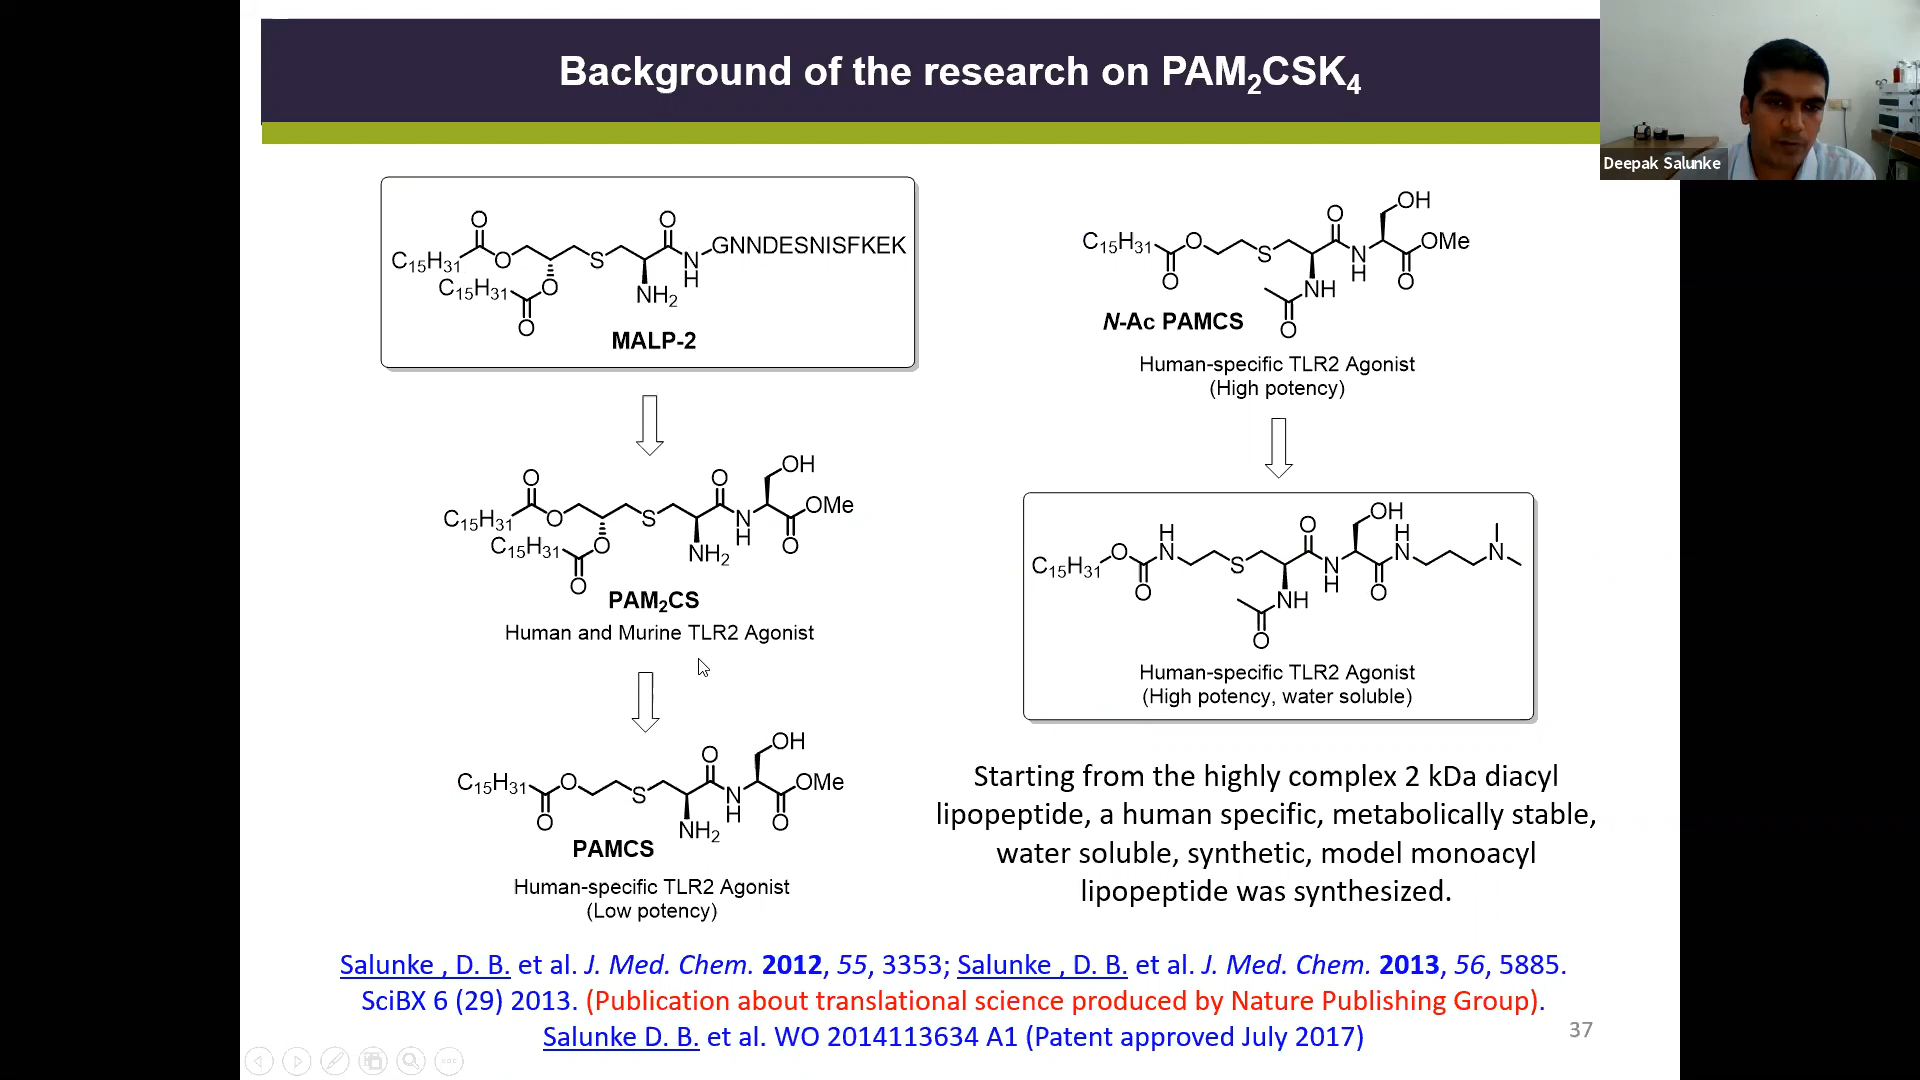 Background of the research on PAM₂CSK₄
Deepak Salunke
O
O
C₁₅H₃₁
O
S
N
H
GNNDESNISFKEK
C₁₅H₃₁
O
NH₂
O
MALP-2
OH
O
O
C₁₅H₃₁
O
S
N
H
OMe
C₁₅H₃₁
O
NH₂
O
O
PAM₂CS
Human and Murine TLR2 Agonist
OH
O
C₁₅H₃₁
O
S
N
H
OMe
O
NH₂
O
PAMCS
Human-specific TLR2 Agonist
(Low potency)
OH
O
C₁₅H₃₁
O
S
N
H
OMe
O
NH
O
O
N-Ac PAMCS
Human-specific TLR2 Agonist
(High potency)
OH
O
H
N
H
N
N
C₁₅H₃₁
O
S
N
H
O
NH
O
O
Human-specific TLR2 Agonist
(High potency, water soluble)
Starting from the highly complex 2 kDa diacyl
lipopeptide, a human specific, metabolically stable,
water soluble, synthetic, model monoacyl
lipopeptide was synthesized.
Salunke , D. B. et al. J. Med. Chem. 2012, 55, 3353; Salunke , D. B. et al. J. Med. Chem. 2013, 56, 5885.
SciBX 6 (29) 2013. (Publication about translational science produced by Nature Publishing Group).
Salunke D. B. et al. WO 2014113634 A1 (Patent approved July 2017)
37